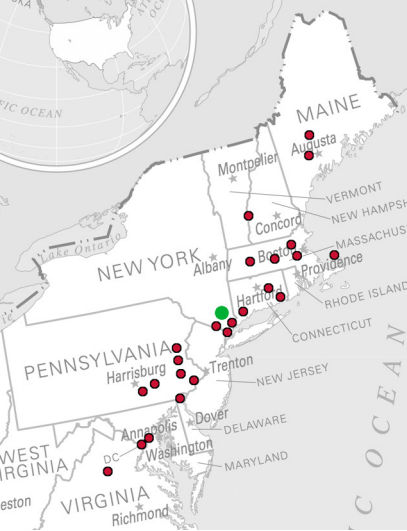 FIC OCEAN
MAINE
Augusta
Montpelier
VERMONT
NEW HAMPSH
Concord
Lake Ontario
MASSACHUS
Boston
NEW YORK
Albany
Providence
Hartford
RHODE ISLAND
CONNECTICUT
PENNSYLVANIA
Harrisburg
Trenton
NEW JERSEY
Dover
DELAWARE
Annapolis
DC
Washington
MARYLAND
WEST
IRGINIA
eston
VIRGINIA
Richmond
IC OCEAN